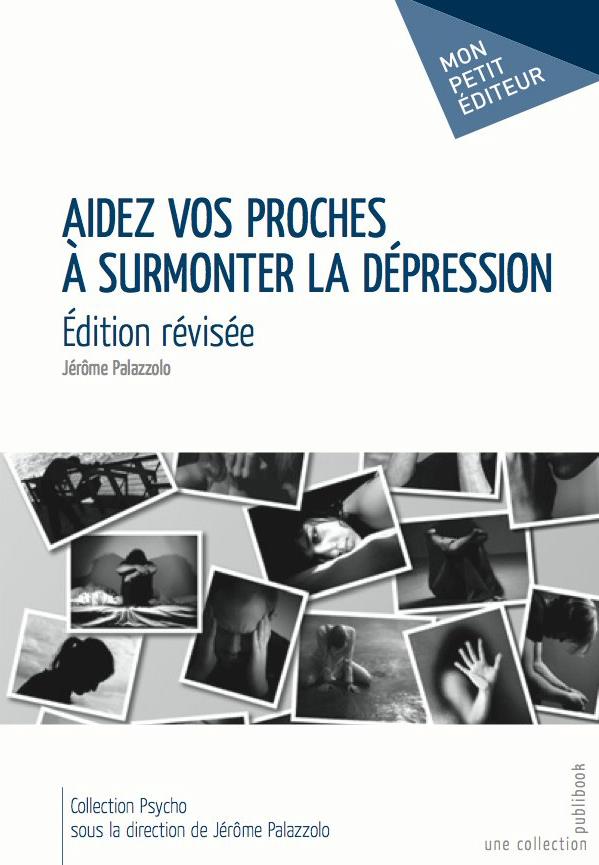 MON
PETIT
ÉDITEUR
AIDEZ VOS PROCHES
À SURMONTER LA DÉPRESSION
Édition révisée
Jérôme Palazzolo
Collection Psycho
sous la direction de Jérôme Palazzolo
une collection
publibook